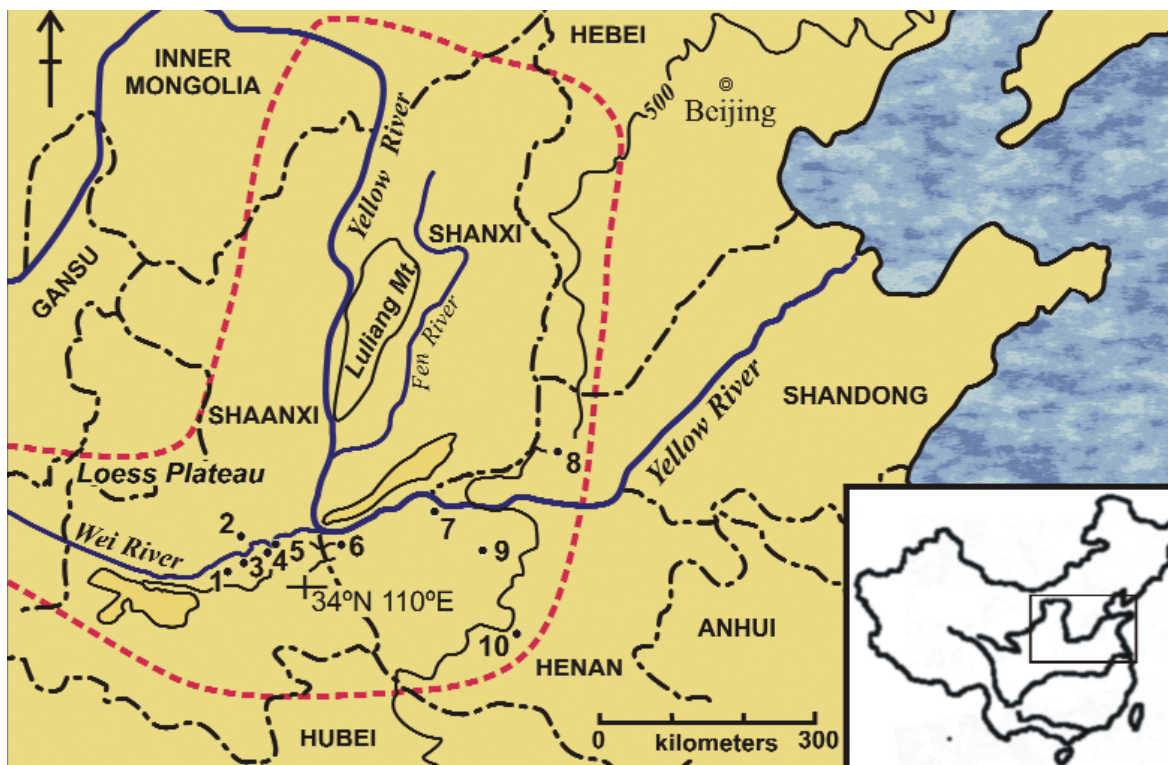 HEBEI
INNER
MONGOLIA
500
Beijing
Yellow River
SHANXI
GANSU
Luliang Mt.
Fen River
SHAANXI
SHANDONG
Yellow River
Loess Plateau
8
Wei River
2
7
1
3
4
5
6
9
34ºN 110ºE
ANHUI
10
HENAN
HUBEI
0 kilometers 300